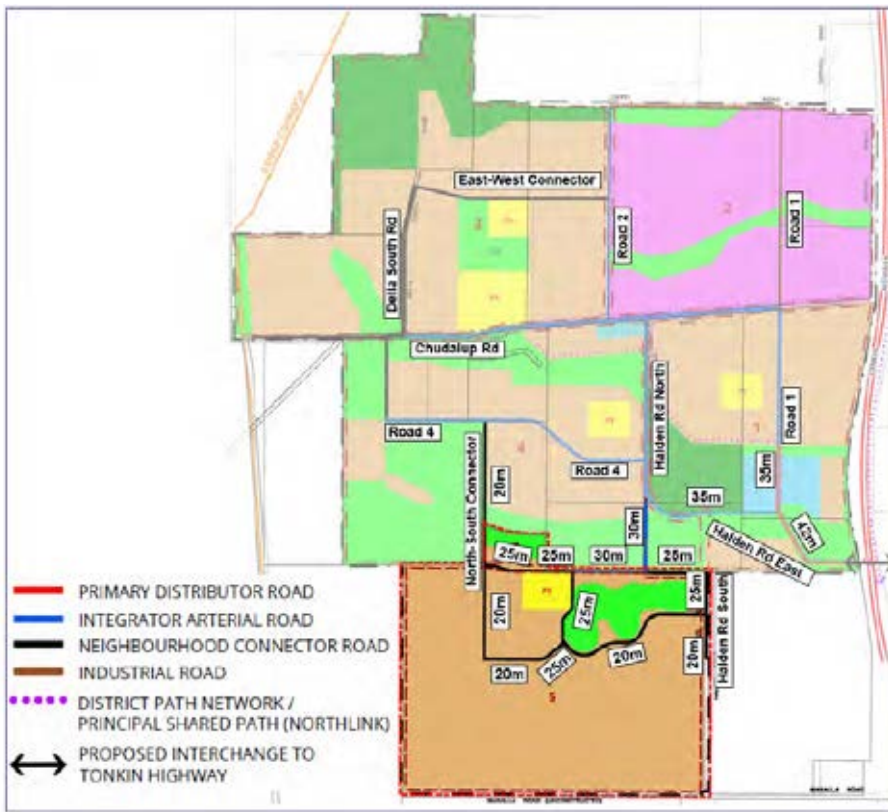 East-West Connector
Road 2
Road 1
Della South Rd
Chudalup Rd
Halden Rd North
Road 1
Road 4
Road 4
North-South Connector
20m
35m
35m
30m
42m
Halden Rd East
25m
25m
30m
25m
20m
25m
25m
Halden Rd South
20m
25m
20m
20m
PRIMARY DISTRIBUTOR ROAD
INTEGRATOR ARTERIAL ROAD
NEIGHBOURHOOD CONNECTOR ROAD
INDUSTRIAL ROAD
DISTRICT PATH NETWORK /
PRINCIPAL SHARED PATH (NORTHLINK)
PROPOSED INTERCHANGE TO
TONKIN HIGHWAY